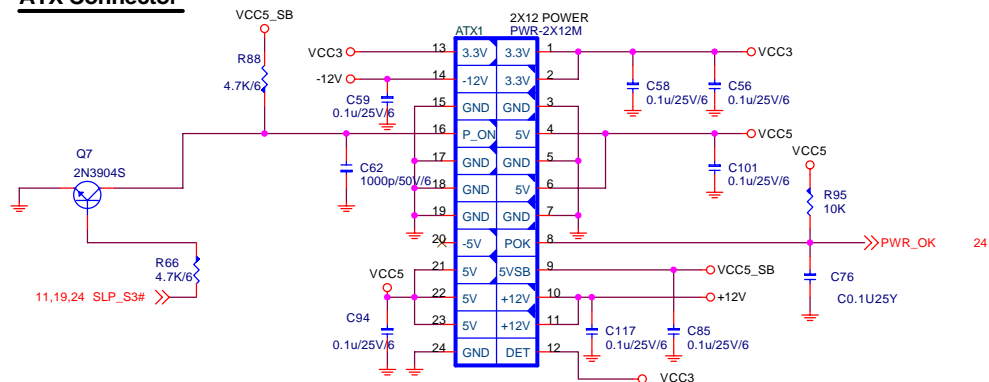 ATX Connector
VCC5_SB
ATX1
2X12 POWER
PWR-2X12M
R88
4.7K/6
VCC3
13
3.3V
3.3V
1
VCC3
-12V
14
-12V
3.3V
2
C59
0.1u/25V/6
C58
0.1u/25V/6
C56
0.1u/25V/6
15
GND
GND
3
16
P_ON
5V
4
VCC5
Q7
2N3904S
C62
1000p/50V/6
17
GND
GND
5
C101
0.1u/25V/6
VCC5
18
GND
5V
6
R95
10K
19
GND
GND
7
20
-5V
POK
8
PWR_OK
24
R66
4.7K/6
VCC5
21
5V
5VSB
9
VCC5_SB
C76
C0.1U25Y
11,19,24 SLP_S3#
22
5V
+12V
10
+12V
C94
0.1u/25V/6
23
5V
+12V
11
C117
0.1u/25V/6
C85
0.1u/25V/6
24
GND
DET
12
VCC3